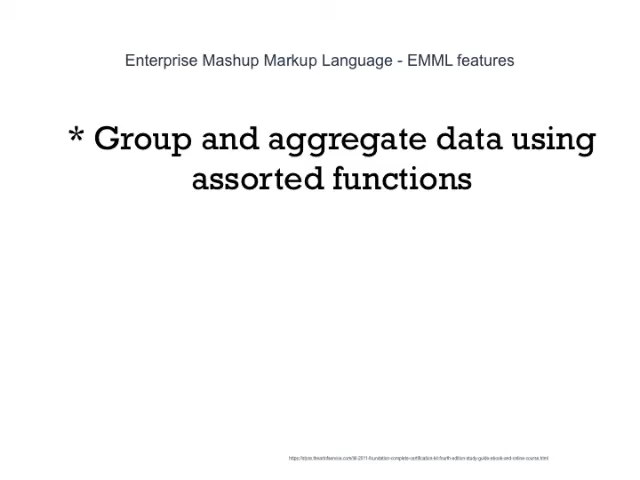 Enterprise Mashup Markup Language - EMML features
* Group and aggregate data using
assorted functions